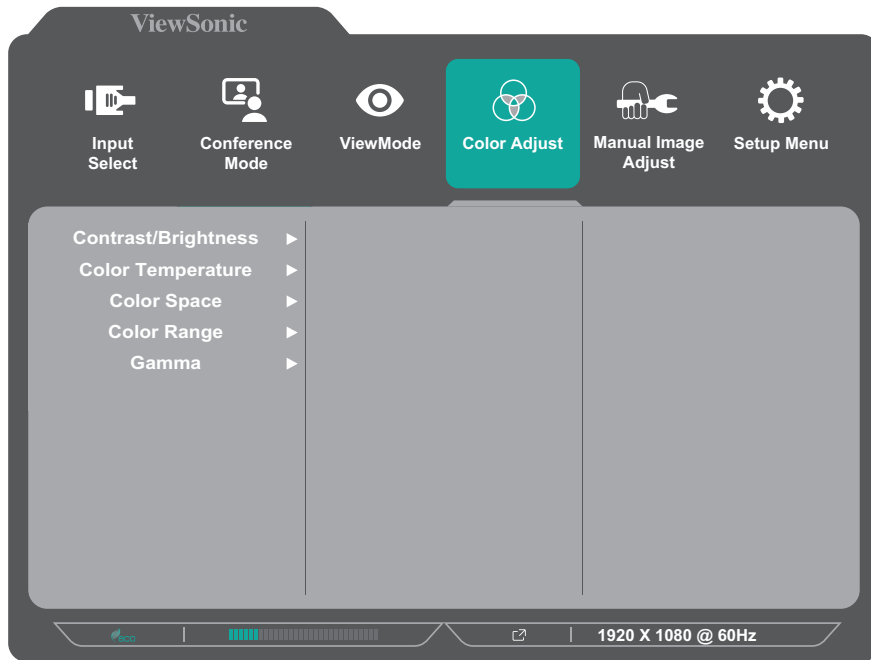 ViewSonic
Input
Select
Conference
Mode
ViewMode
Color Adjust
Manual Image
Adjust
Setup Menu
Contrast/Brightness
Color Temperature
Color Space
Color Range
Gamma
eco
1920 X 1080 @ 60Hz